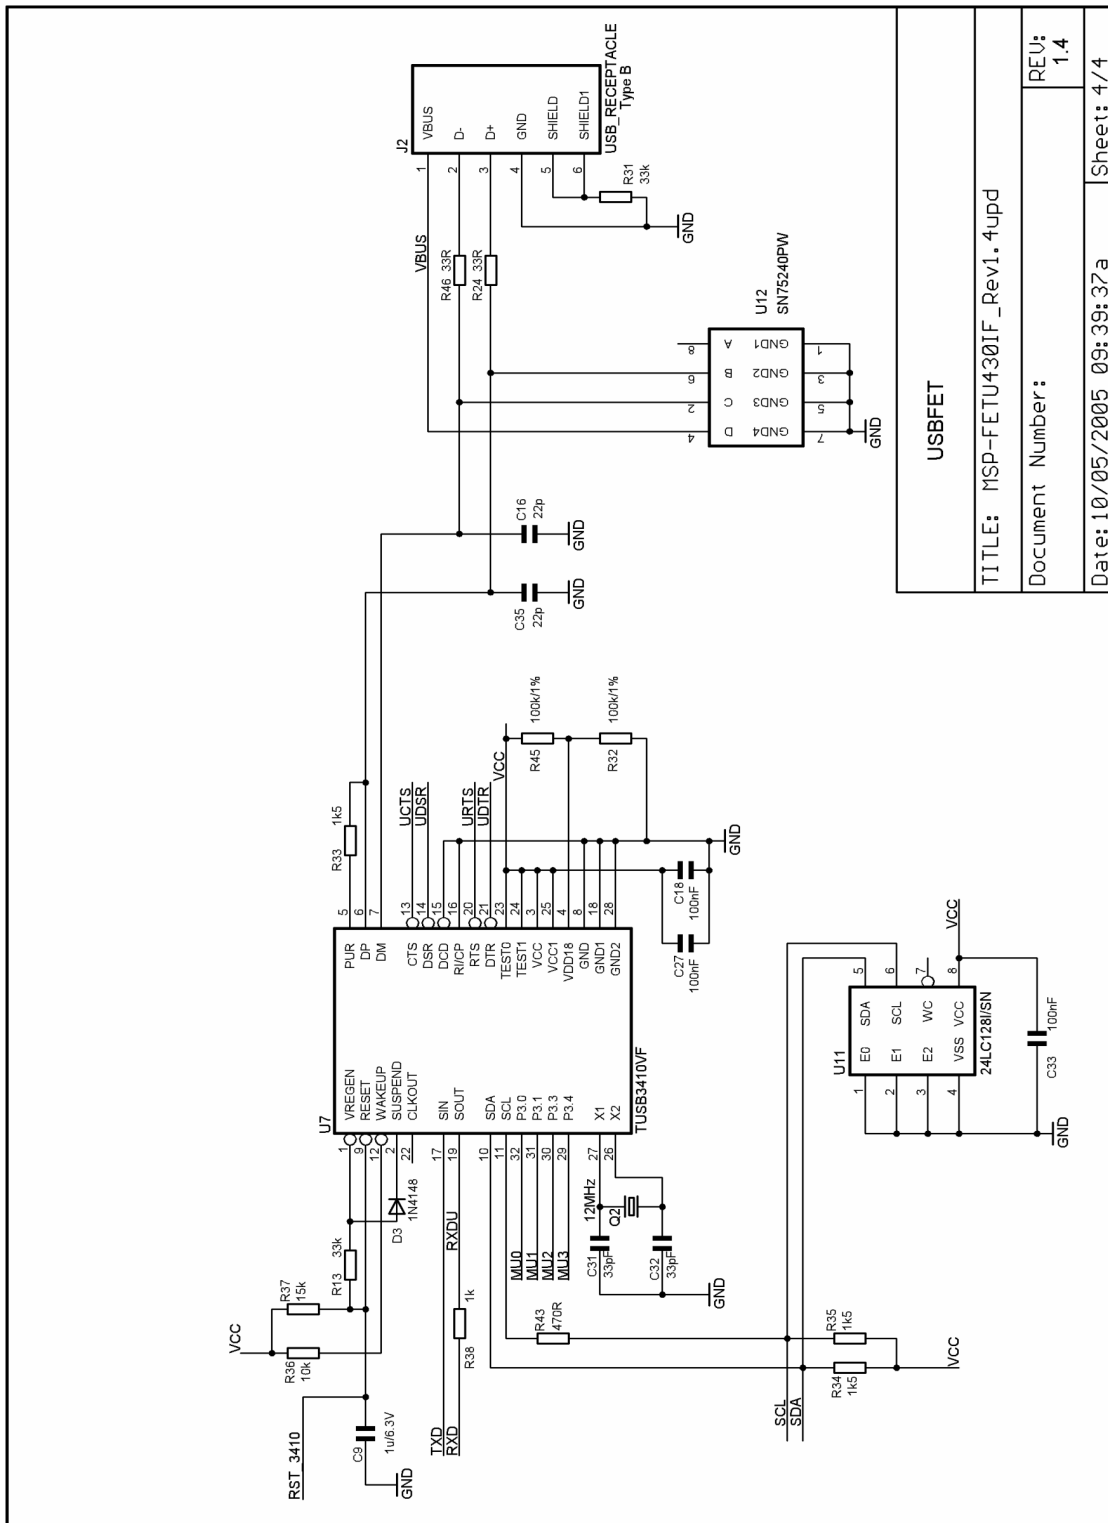 J2
USB_RECEPTACLE
Type B
VBUS
D-
D+
GND
SHIELD
SHIELD1
1
2
3
4
5
6
R31
33k
GND
VBUS
R46 33R
R24 33R
U12
SN75240PW
8
6
2
4
A
B
C
D
GND1
GND2
GND3
GND4
1
3
5
7
GND
C16
22p
GND
C35
22p
GND
R33
1k5
UCTS
UDSR
URTS
UDTR
VCC
R45
100k/1%
R32
100k/1%
GND
C18
100nF
C27
100nF
5
6
7
13
14
15
16
20
21
23
24
3
25
4
8
18
28
PUR
DP
DM
CTS
DSR
DCD
RI/CP
RTS
DTR
TEST0
TEST1
VCC
VCC1
VDD18
GND
GND1
GND2
U7
TUSB3410VF
VREGEN
RESET
WAKEUP
SUSPEND
CLKOUT
SIN
SOUT
SDA
SCL
P3.0
P3.1
P3.3
P3.4
X1
X2
1
9
12
2
22
17
19
10
11
32
31
30
29
27
26
D3
1N4148
R13
33k
R37
15k
R36
10k
VCC
RST_3410
C9
1u/6.3V
GND
TXD
RXD
R38
1k
RXDU
MU0
MU1
MU2
MU3
12MHz
Q2
C31
33pF
C32
33pF
GND
R43
470R
SCL
SDA
R35
1k5
R34
1k5
VCC
U11
24LC128I/SN
SDA
SCL
WC
VCC
E0
E1
E2
VSS
5
6
7
8
1
2
3
4
VCC
C33
100nF
GND
USBFET
TITLE: MSP-FETU430IF_Rev1.4upd
Document Number:
REV:
1.4
Date: 10/05/2005 09:39:37a
Sheet: 4/4